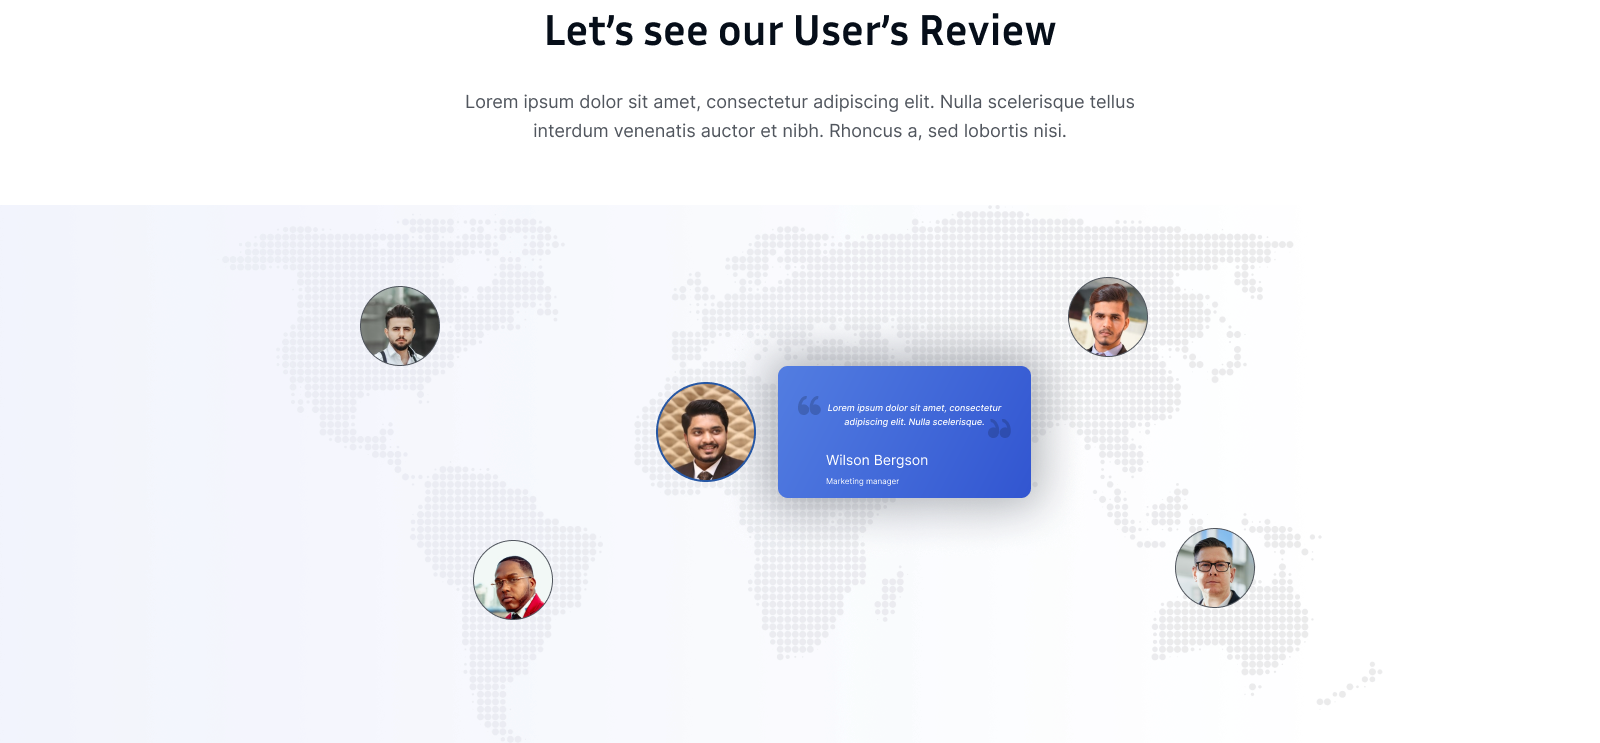 Let’s see our User’s Review
Lorem ipsum dolor sit amet, consectetur adipiscing elit. Nulla scelerisque tellus
interdum venenatis auctor et nibh. Rhoncus a, sed lobortis nisi.
“ Lorem ipsum dolor sit amet, consectetur
adipiscing elit. Nulla scelerisque. ”
Wilson Bergson
Marketing manager